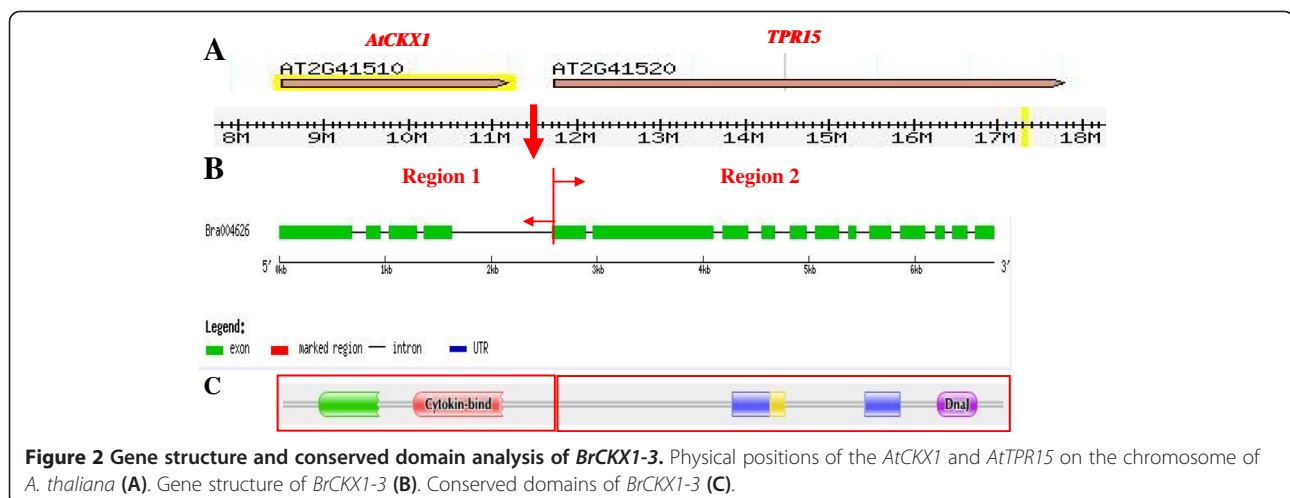 A
AtCKX1 TPR15
AT2G41510 AT2G41520
8M 9M 10M 11M 12M 13M 14M 15M 16M 17M 18M
B
Region 1 Region 2
Bra004626
5' 0kb 1kb 2kb 3kb 4kb 5kb 6kb 3'
Legend:
exon marked region intron UTR
C
Cytokin-bind DnaJ
Figure 2 Gene structure and conserved domain analysis of BrCKX1-3. Physical positions of the AtCKX1 and AtTPR15 on the chromosome of
A. thaliana (A). Gene structure of BrCKX1-3 (B). Conserved domains of BrCKX1-3 (C).